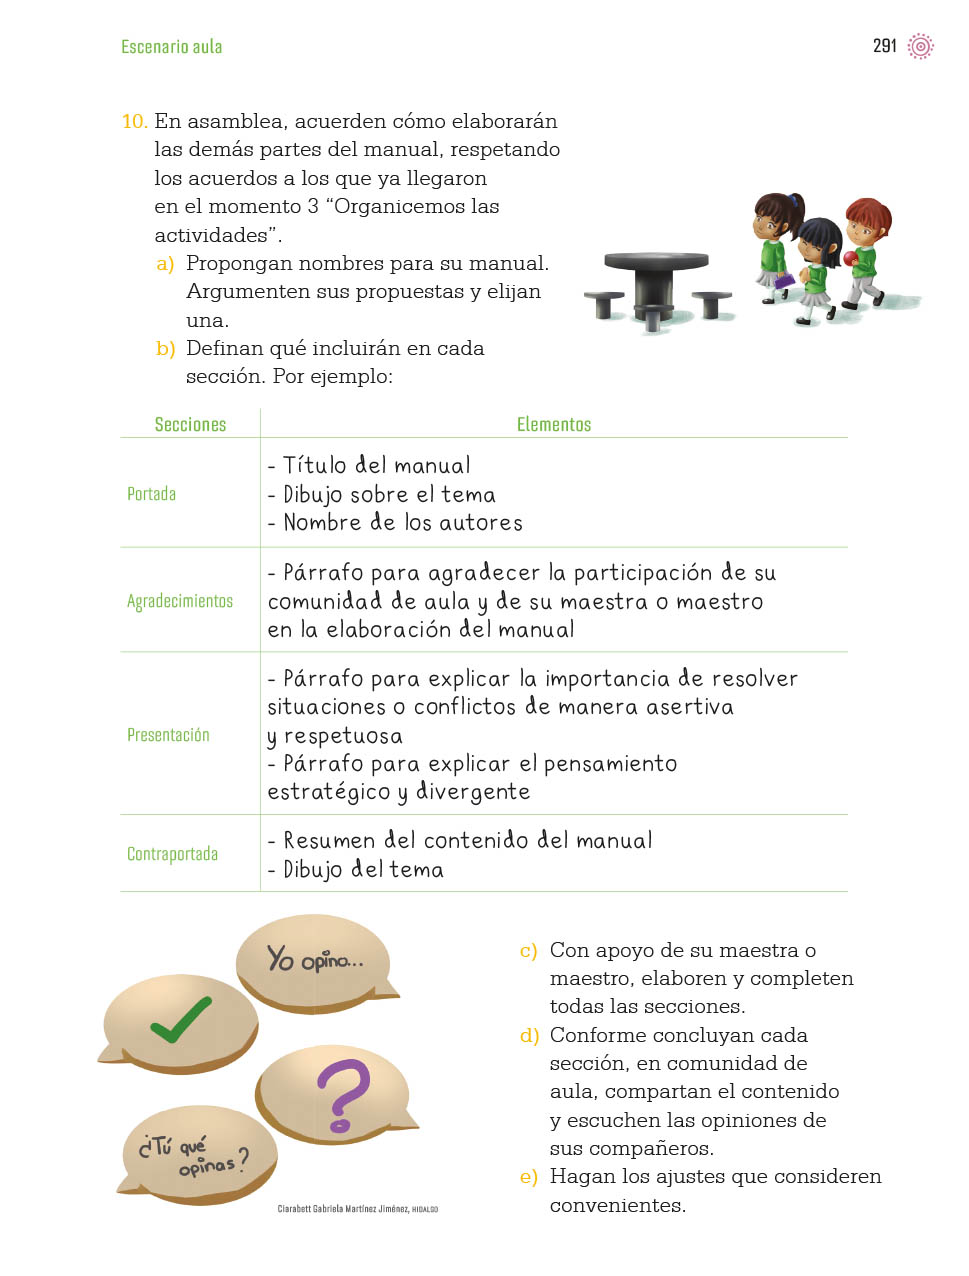 Escenario aula
291
10. En asamblea, acuerden cómo elaborarán
las demás partes del manual, respetando
los acuerdos a los que ya llegaron
en el momento 3 “Organicemos las
actividades”.
a) Propongan nombres para su manual.
Argumenten sus propuestas y elijan
una.
b) Definan qué incluirán en cada
sección. Por ejemplo:
Secciones
Elementos
Portada
- Título del manual
- Dibujo sobre el tema
- Nombre de los autores
Agradecimientos
- Párrafo para agradecer la participación de su
comunidad de aula y de su maestra o maestro
en la elaboración del manual
Presentación
- Párrafo para explicar la importancia de resolver
situaciones o conflictos de manera asertiva
y respetuosa
- Párrafo para explicar el pensamiento
estratégico y divergente
Contraportada
- Resumen del contenido del manual
- Dibujo del tema
Yo opino...
?
¿Tú qué
opinas?
Ciarabett Gabriela Martínez Jiménez, HIDALGO
c) Con apoyo de su maestra o
maestro, elaboren y completen
todas las secciones.
d) Conforme concluyan cada
sección, en comunidad de
aula, compartan el contenido
y escuchen las opiniones de
sus compañeros.
e) Hagan los ajustes que consideren
convenientes.